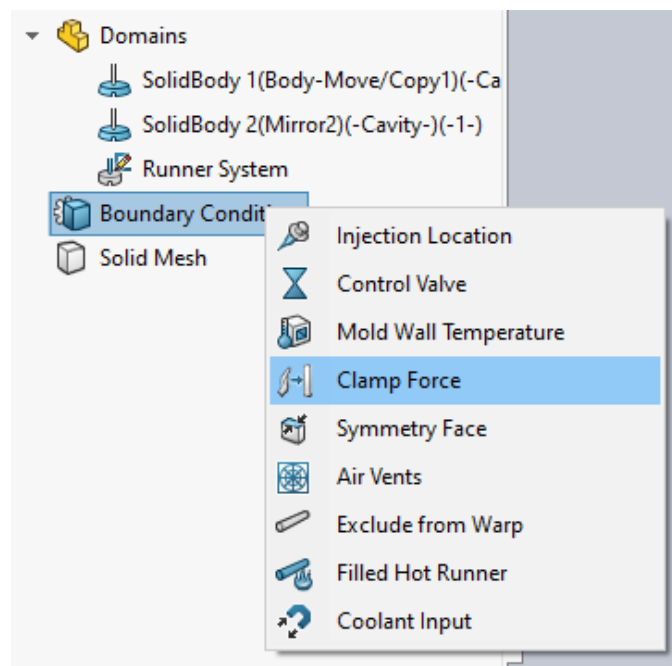 Domains
SolidBody 1(Body-Move/Copy1)(-Ca
SolidBody 2(Mirror2)(-Cavity-)(-1-)
Runner System
Boundary Conditi
Solid Mesh
Injection Location
Control Valve
Mold Wall Temperature
Clamp Force
Symmetry Face
Air Vents
Exclude from Warp
Filled Hot Runner
Coolant Input